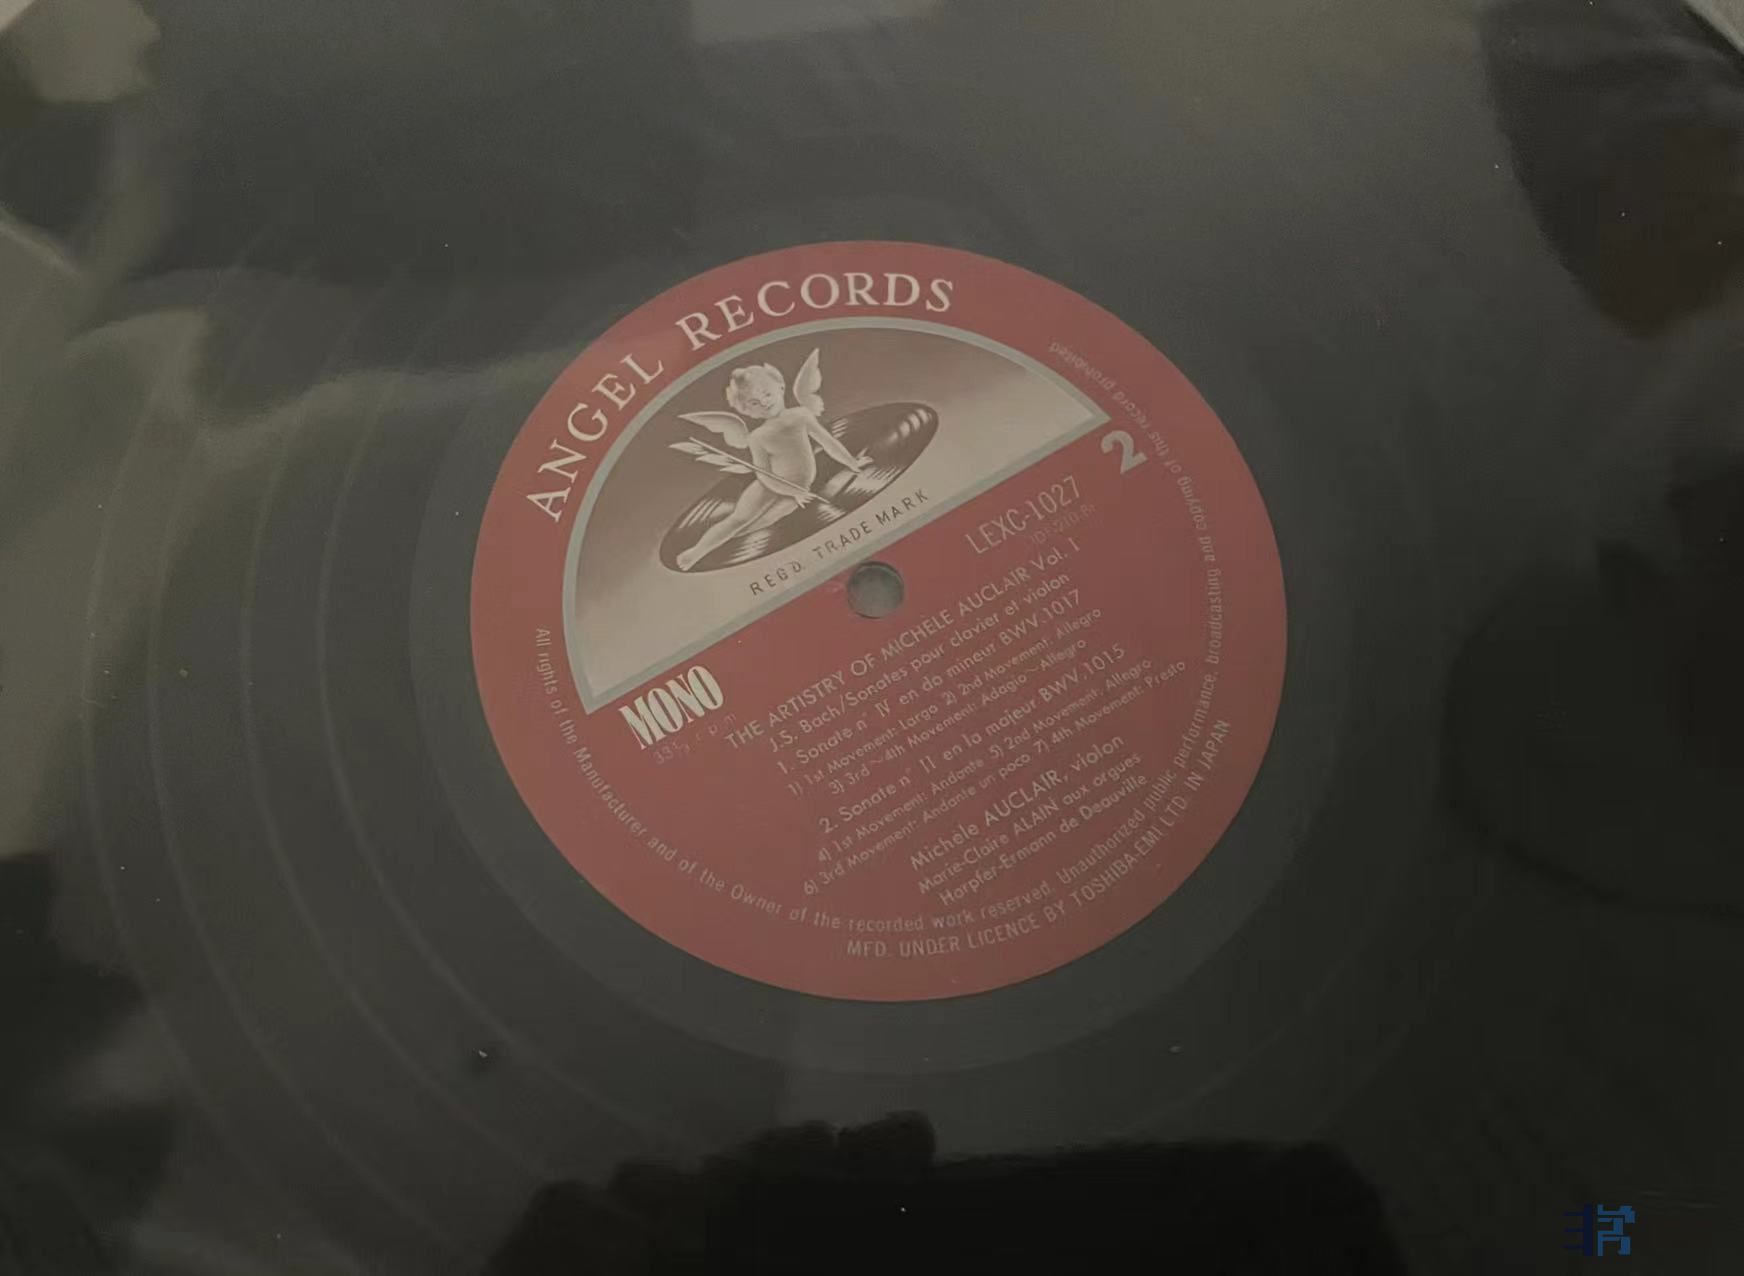 ANGEL RECORDS
REG'D. TRADE MARK
2
LEXC-1027
MONO
33⅓ r.p.m
THE ARTISTRY OF MICHÈLE AUCLAIR Vol. 1
J.S. Bach/Sonates pour clavier et violon
1. Sonate n° IV en do mineur BWV.1017
1) 1st Movement: Largo 2) 2nd Movement: Allegro
3) 3rd～4th Movement: Adagio～Allegro
2. Sonate n° II en la majeur BWV.1015
4) 1st Movement: Andante 5) 2nd Movement: Allegro
6) 3rd Movement: Andante un poco 7) 4th Movement: Presto
Michèle AUCLAIR, violon
Marie-Claire ALAIN aux orgues
Harpfer-Ermann de Deauville
All rights of the Manufacturer and of the Owner of the recorded work reserved. Unauthorized public performance, broadcasting and copying of this record prohibited.
MFD. UNDER LICENCE BY TOSHIBA-EMI LTD. IN JAPAN